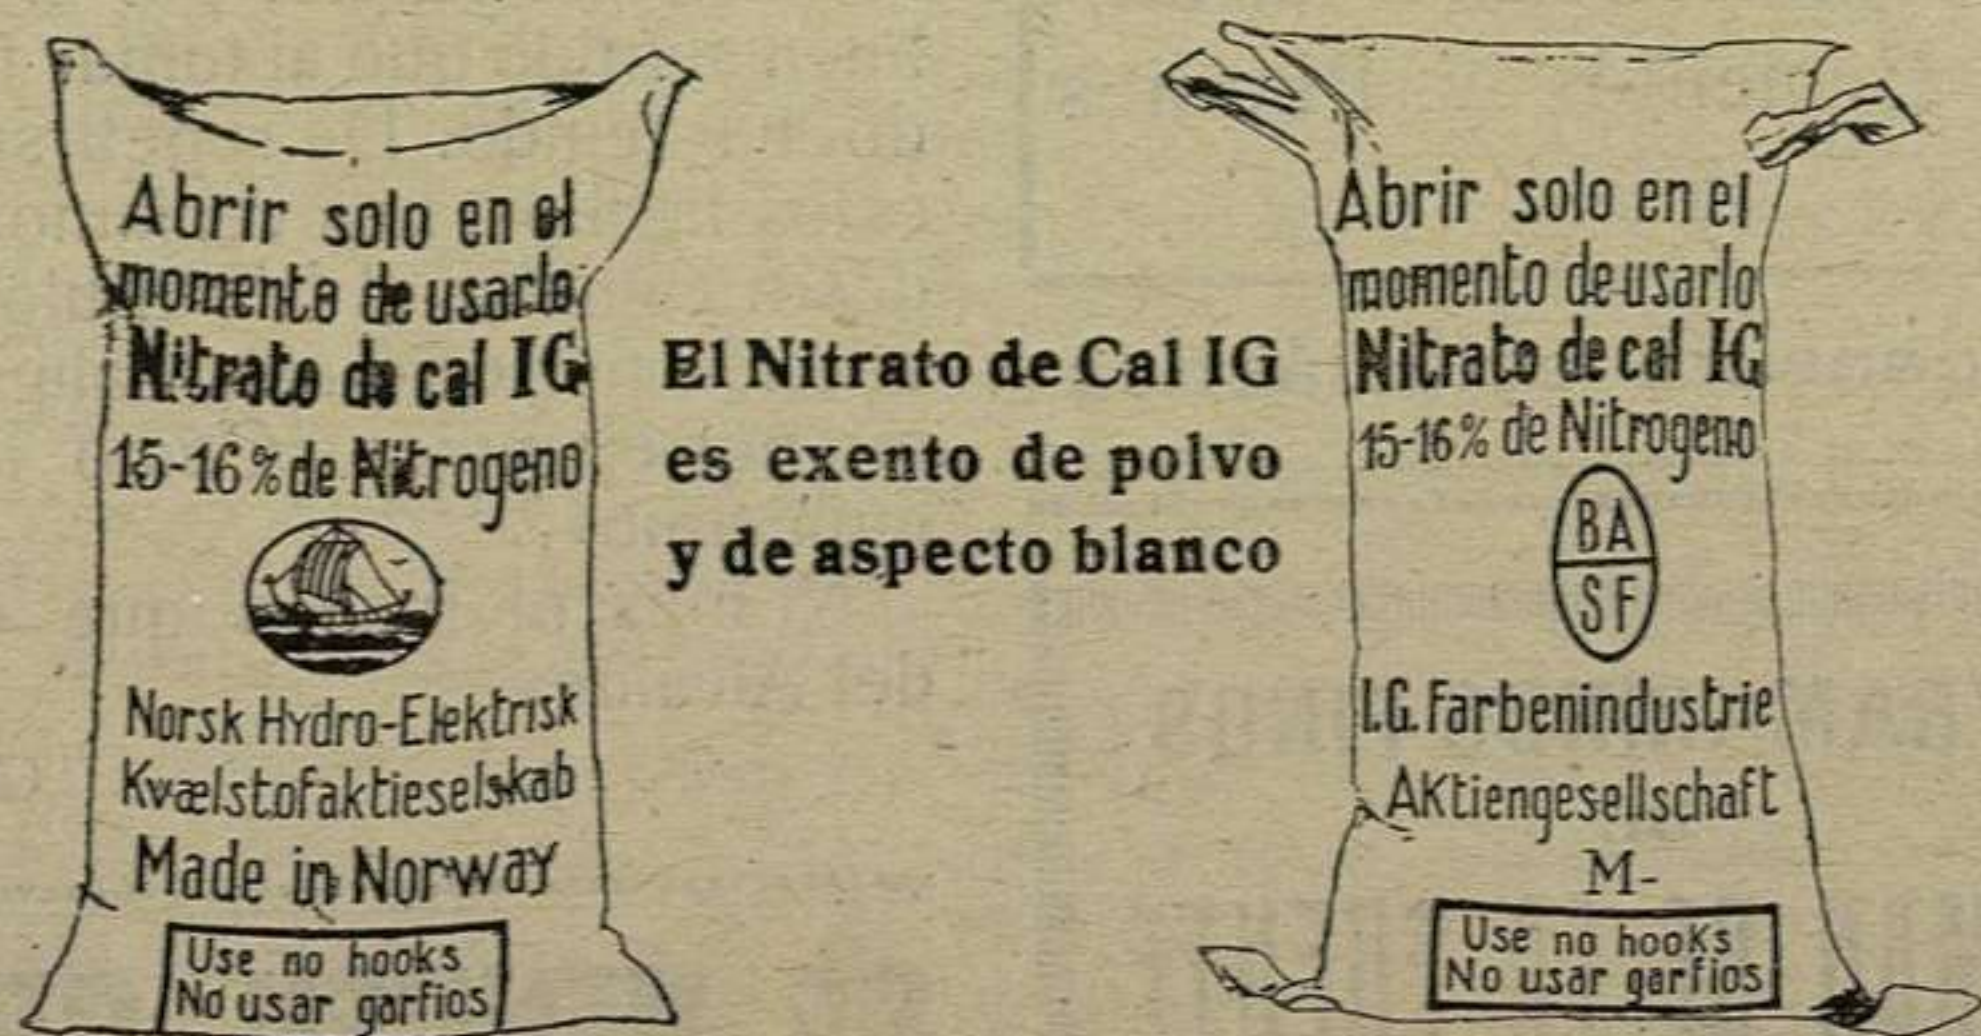 Abrir solo en el
momento de usarlo
Nitrato de cal IG
15-16% de Nitrogeno
Norsk Hydro-Elektrisk
Kvælstofaktieselskab
Made in Norway
Use no hooks
No usar garfios
El Nitrato de Cal IG
es exento de polvo
y de aspecto blanco
Abrir solo en el
momento de usarlo
Nitrato de cal IG
15-16% de Nitrogeno
BA
SF
I.G. Farbenindustrie
Aktiengesellschaft
M-
Use no hooks
No usar garfios